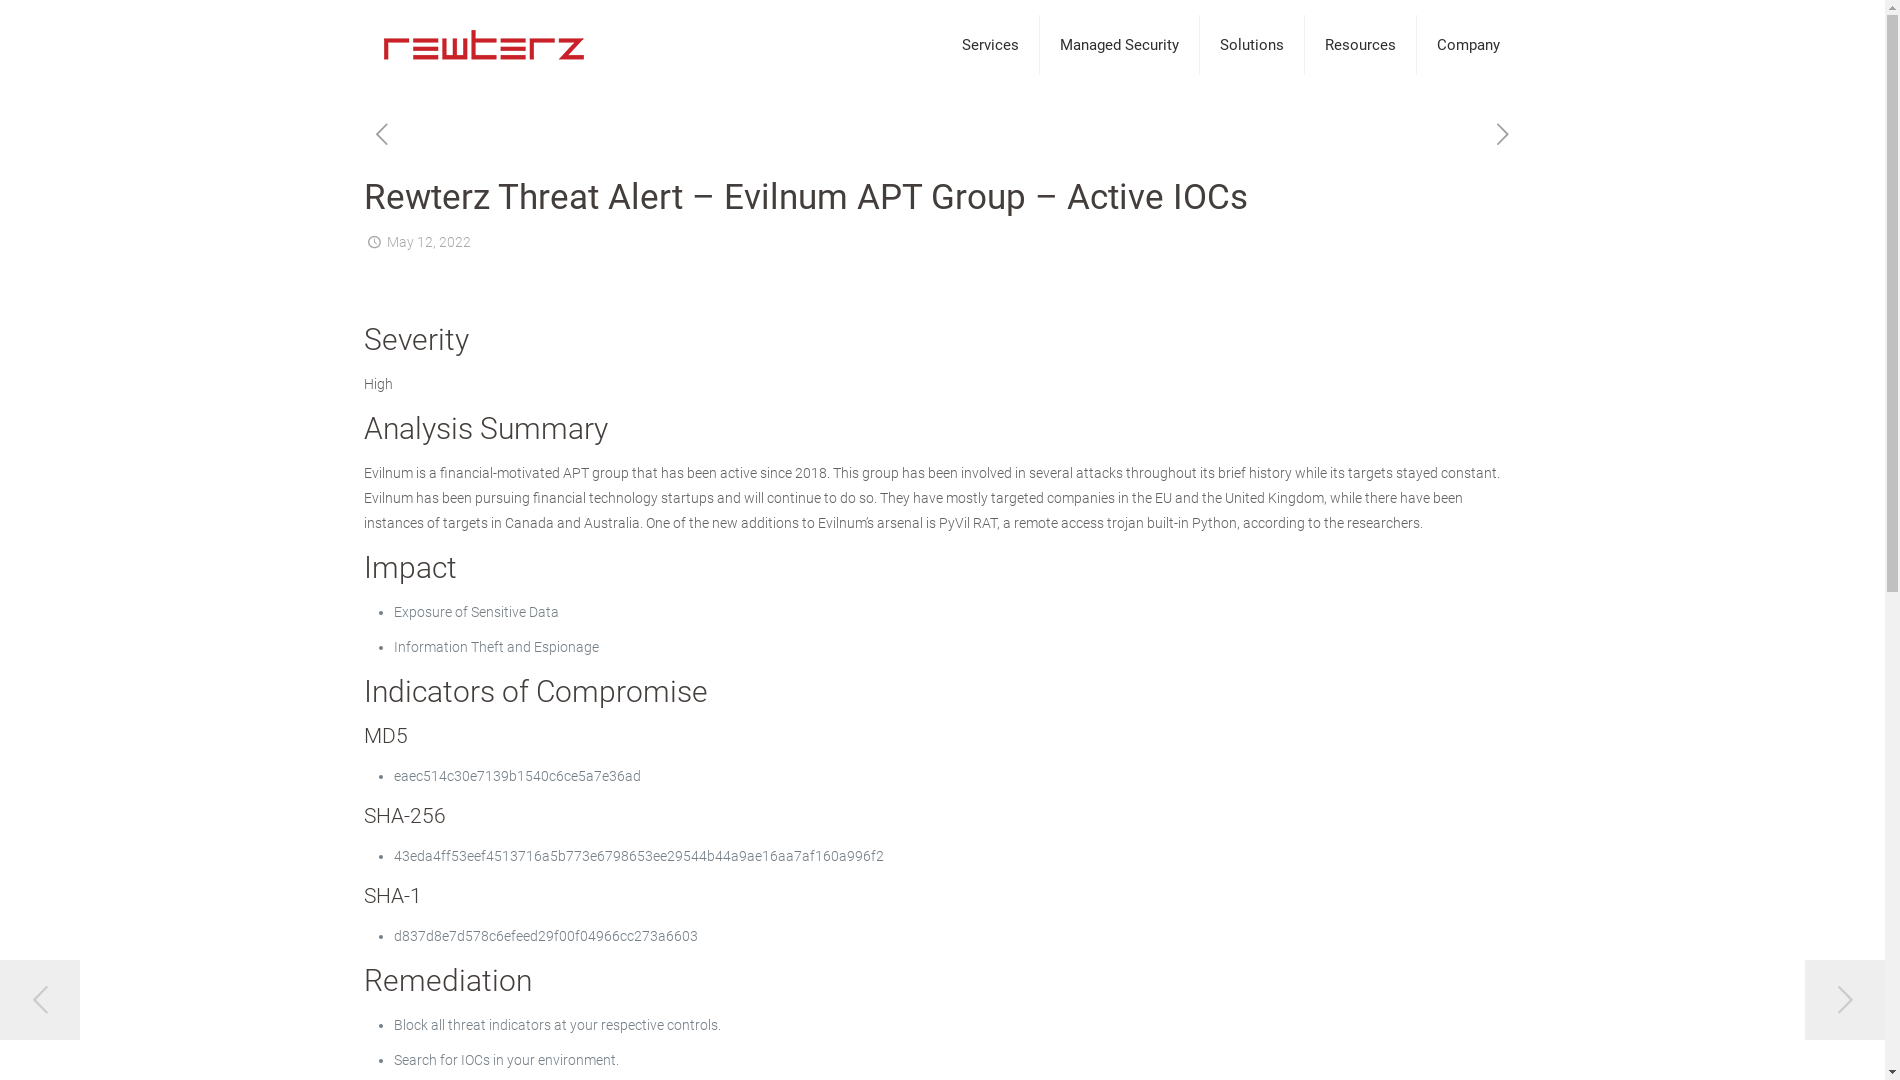 rewterz
Services
Managed Security
Solutions
Resources
Company
Rewterz Threat Alert – Evilnum APT Group – Active IOCs
May 12, 2022
Severity
High
Analysis Summary
Evilnum is a financial-motivated APT group that has been active since 2018. This group has been involved in several attacks throughout its brief history while its targets stayed constant.
Evilnum has been pursuing financial technology startups and will continue to do so. They have mostly targeted companies in the EU and the United Kingdom, while there have been
instances of targets in Canada and Australia. One of the new additions to Evilnum's arsenal is PyVil RAT, a remote access trojan built-in Python, according to the researchers.
Impact
• Exposure of Sensitive Data
• Information Theft and Espionage
Indicators of Compromise
MD5
• eaec514c30e7139b1540c6ce5a7e36ad
SHA-256
• 43eda4ff53eef4513716a5b773e6798653ee29544b44a9ae16aa7af160a996f2
SHA-1
• d837d8e7d578c6efeed29f00f04966cc273a6603
Remediation
• Block all threat indicators at your respective controls.
• Search for IOCs in your environment.